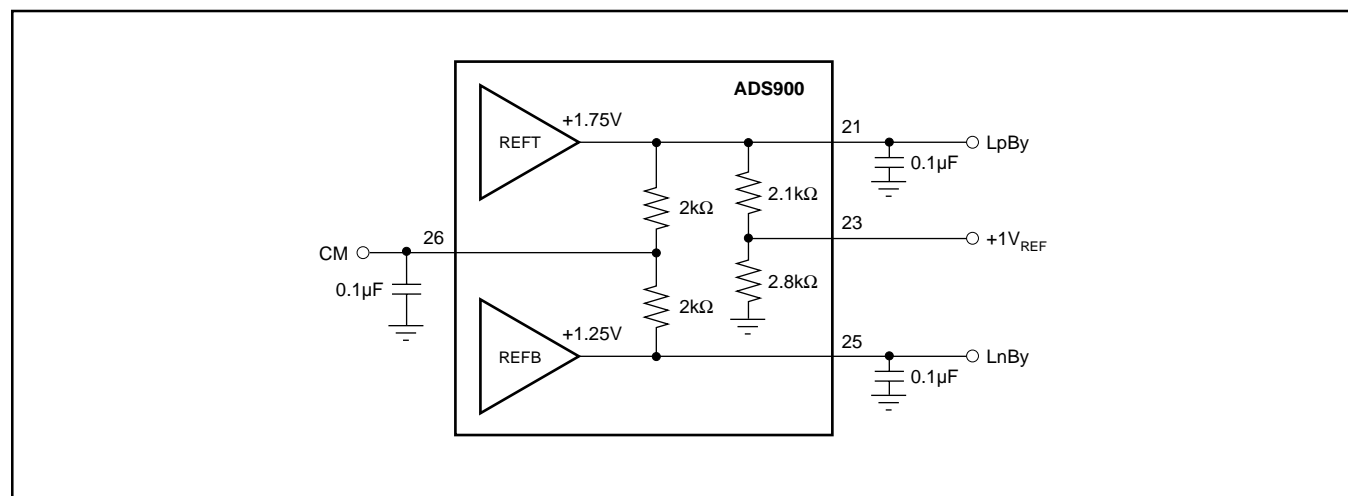 ADS900
+1.75V
REFT
21
LpBy
0.1µF
2kΩ
2.1kΩ
23
+1VREF
26
CM
0.1µF
2kΩ
2.8kΩ
+1.25V
REFB
25
LnBy
0.1µF